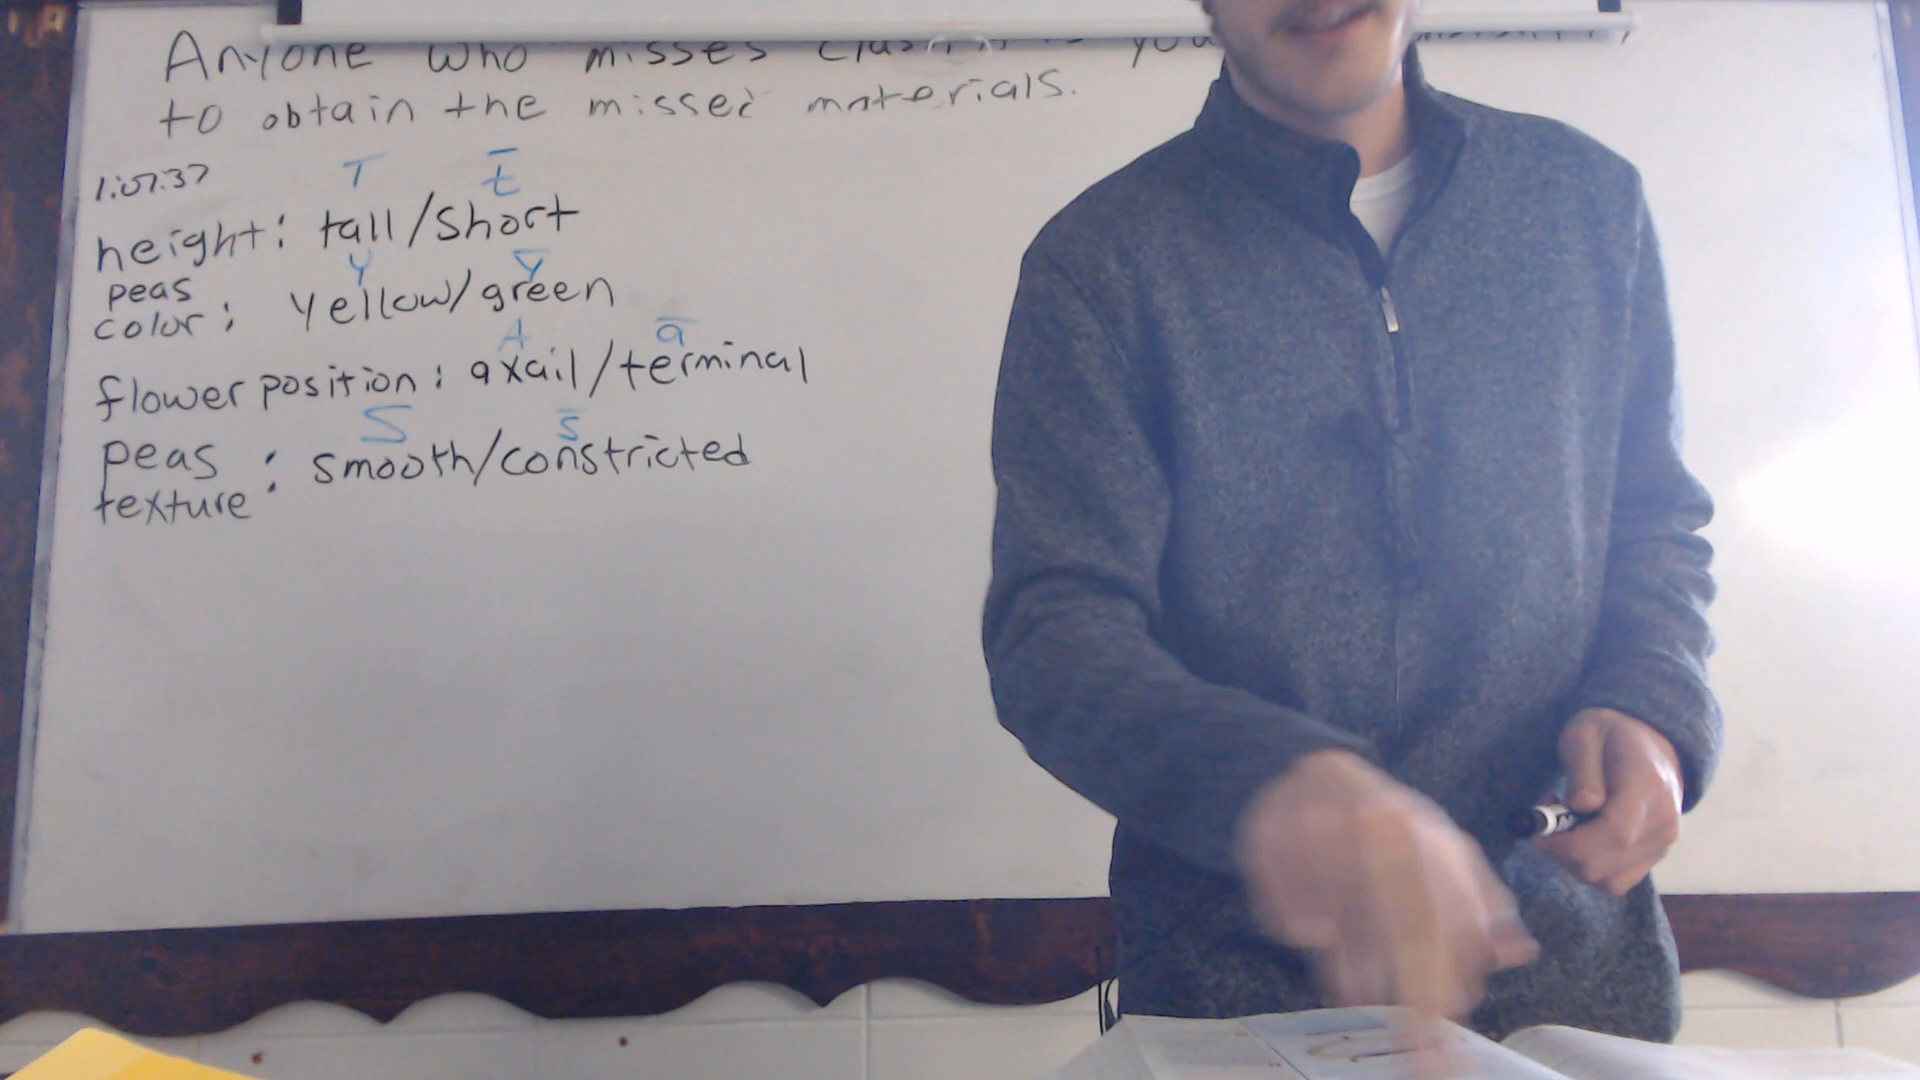 Anyone who misses class
to obtain the missed materials.
1:07:37
T t̅
height: tall/short
Y y̅
peas color: yellow/green
A a̅
flower position: axail/terminal
S s̅
peas texture: smooth/constricted